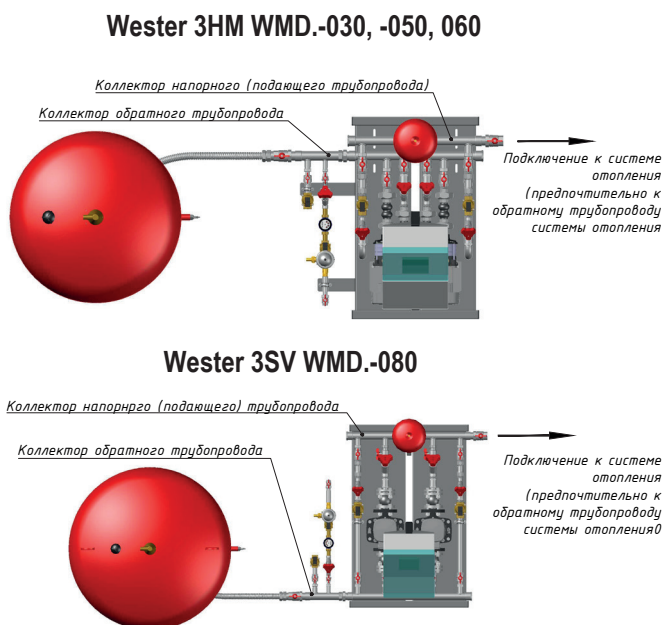 Wester 3HM WMD.-030, -050, 060
Коллектор напорного (подающего трубопровода)
Коллектор обратного трубопровода
Подключение к системе
отопления
(предпочтительно к
обратному трубопроводу
системы отопления
Wester 3SV WMD.-080
Коллектор напорнрго (подающего) трубопровода
Коллектор обратного трубопровода
Подключение к системе
отопления
(предпочтительно к
обратному трубопроводу
системы отопления0